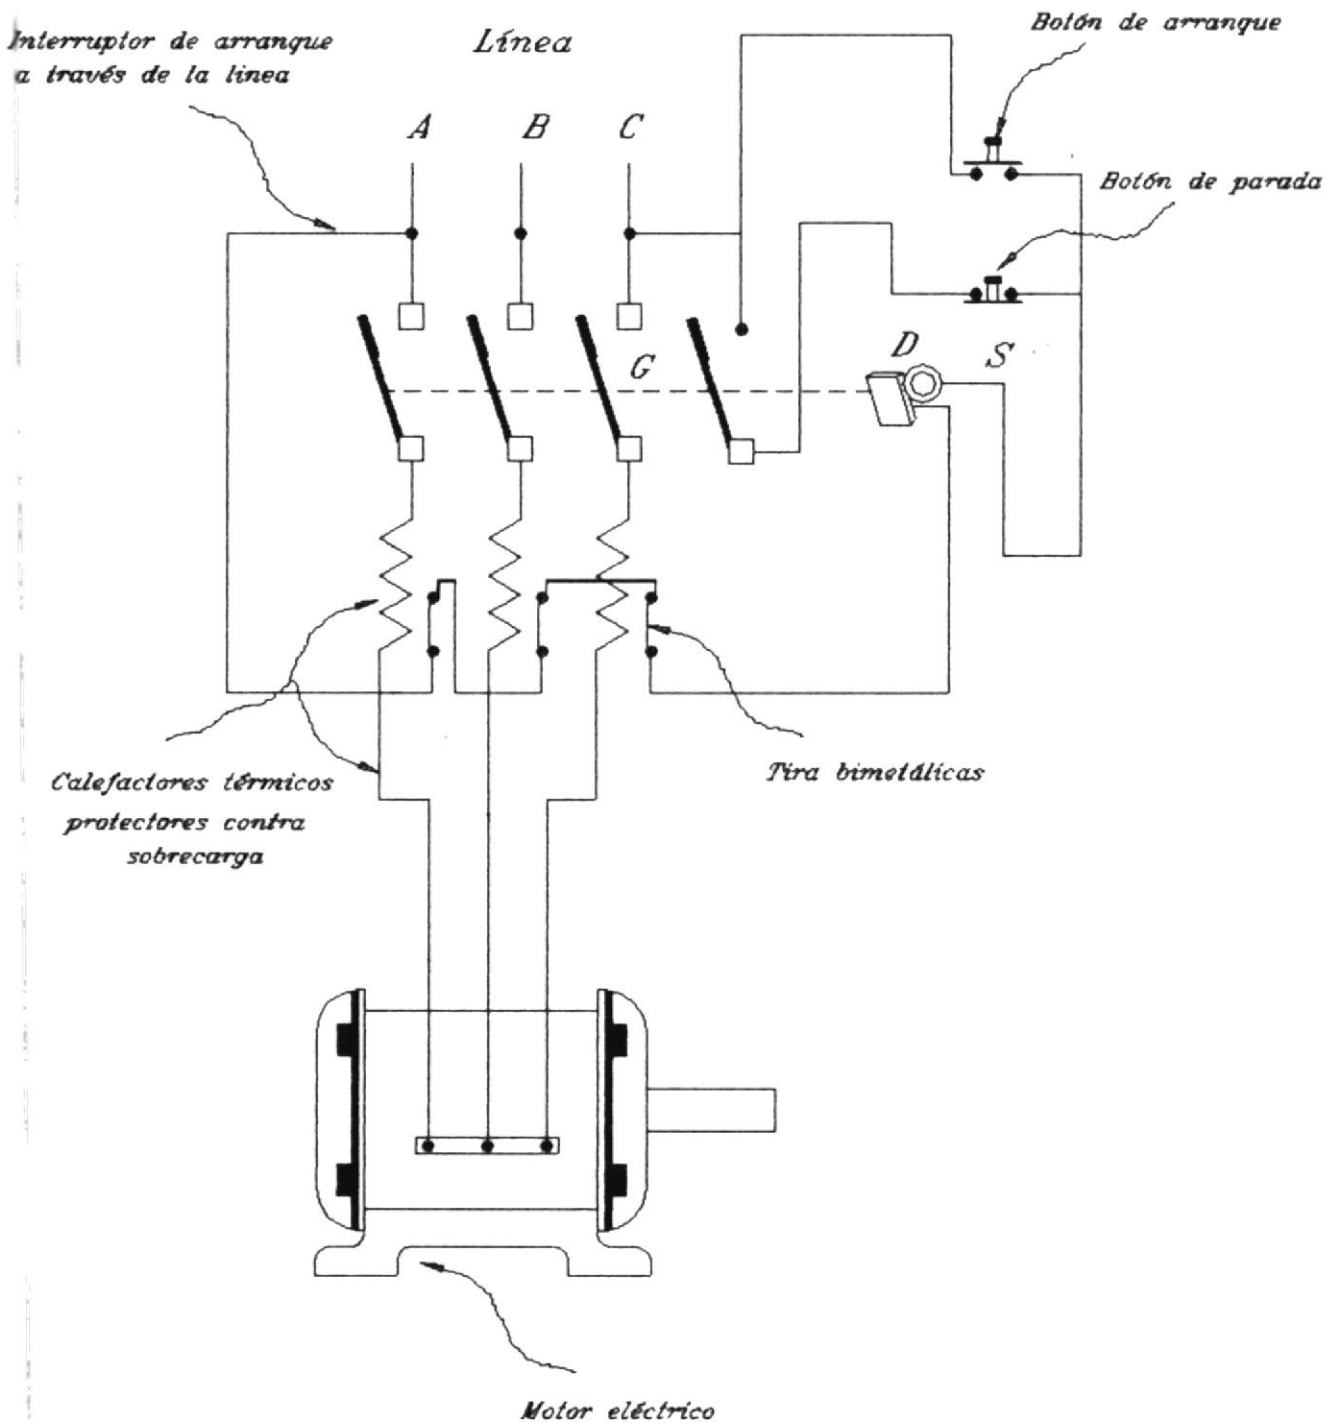 Botón de arranque
Interruptor de arranque
a través de la linea
Línea
A
B
C
Botón de parada
G
D
S
Calefactores térmicos
protectores contra
sobrecarga
Tira bimetálicas
Motor eléctrico